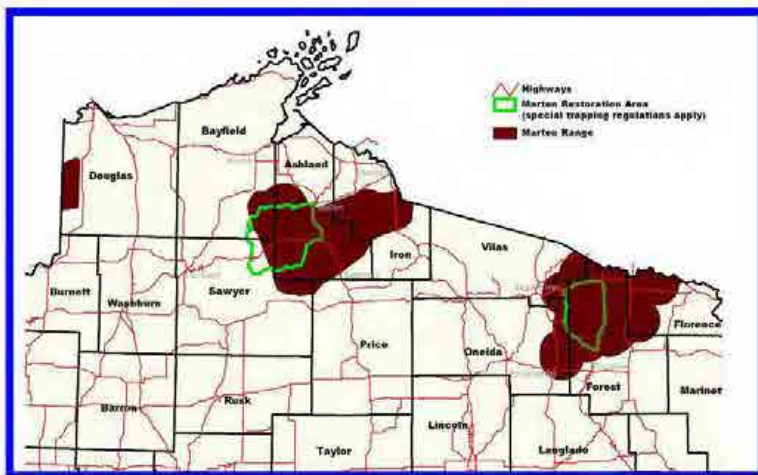 Highways
Marten Restoration Area
(special trapping regulations apply)
Marten Range
Bayfield
Ashland
Douglas
Iron
Vilas
Burnett
Washburn
Sawyer
Florence
Price
Oneida
Forest
Marinet
Barron
Rusk
Lincoln
Langlade
Taylor